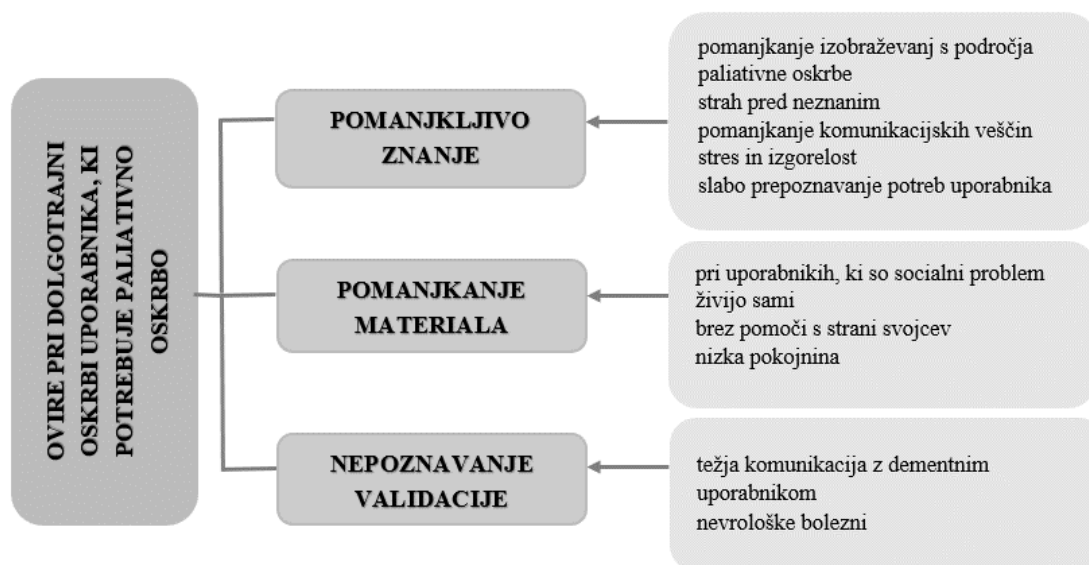 OVIRE PRI DOLGOTRAJNI
OSKRBI UPORABNIKA, KI
POTREBUJE PALIATIVNO
OSKRBO
POMANJKLJIVO
ZNANJE
pomanjkanje izobraževanj s področja
paliativne oskrbe
strah pred neznanim
pomanjkanje komunikacijskih veščin
stres in izgorelost
slabo prepoznavanje potreb uporabnika
POMANJKANJE
MATERIALA
pri uporabnikih, ki so socialni problem
živijo sami
brez pomoči s strani svojcev
nizka pokojnina
NEPOZNAVANJE
VALIDACIJE
težja komunikacija z dementnim
uporabnikom
nevrološke bolezni